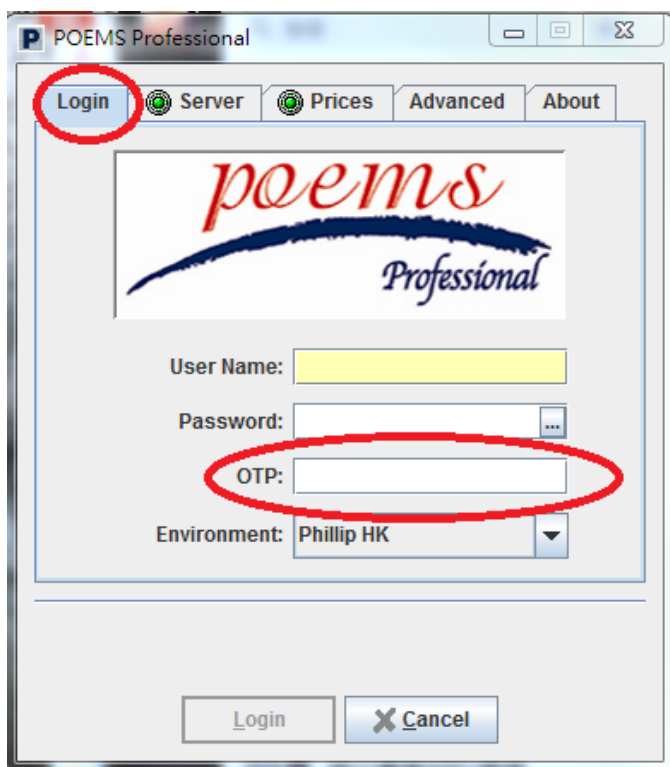 P POEMS Professional
Login Server Prices Advanced About
poems
Professional
User Name:
Password: ...
OTP:
Environment: Phillip HK
Login Cancel